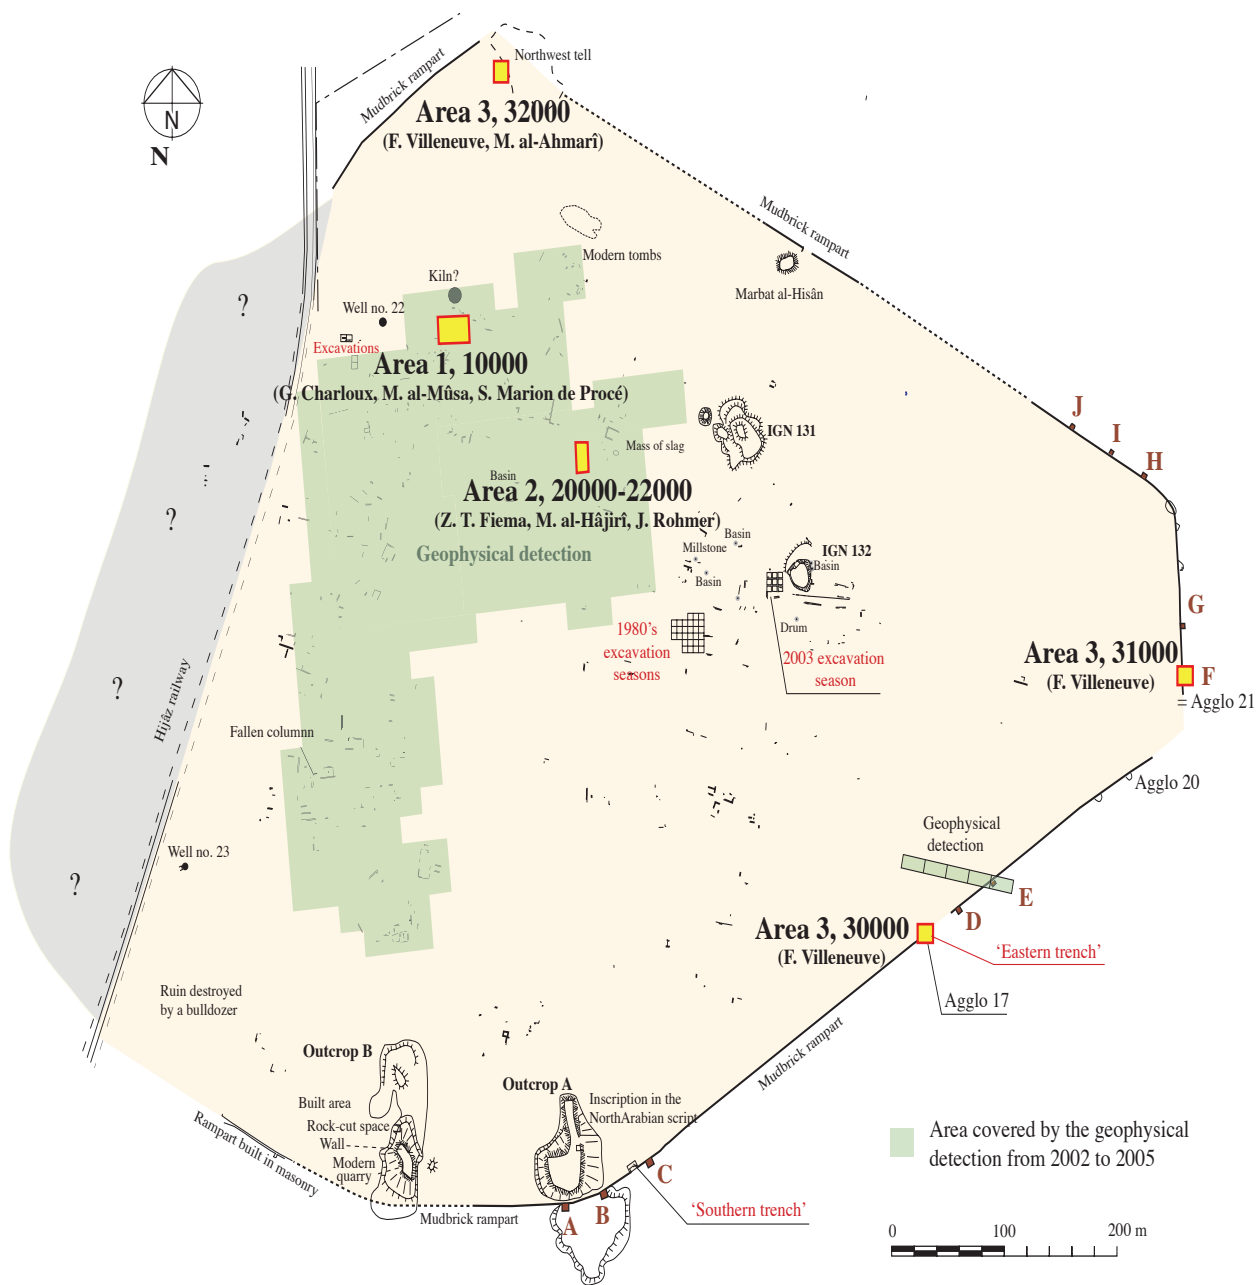 Northwest tell
Mudbrick rampart
Area 3, 32000
(F. Villeneuve, M. al-Ahmarî)
N
N
Mudbrick rampart
Modern tombs
Marbat al-Hisân
Kiln?
Well no. 22
Excavations
Area 1, 10000
(G. Charloux, M. al-Mûsa, S. Marion de Procé)
?
?
?
?
IGN 131
Mass of slag
Basin
Area 2, 20000-22000
(Z. T. Fiema, M. al-Hâjirî, J. Rohmer)
Geophysical detection
J
I
H
G
F
Basin
Millstone
Basin
IGN 132
Basin
r
Drum
1980's
excavation
seasons
2003 excavation
season
Area 3, 31000
(F. Villeneuve)
= Agglo 21
Hijâz railway
Fallen columnn
Agglo 20
Geophysical
detection
E
D
Well no. 23
Area 3, 30000
(F. Villeneuve)
‘Eastern trench’
Agglo 17
Ruin destroyed
by a bulldozer
Mudbrick rampart
Outcrop B
Built area
Rock-cut space
Wall
Modern
quarry
Rampart built in masonry
Outcrop A
Inscription in the
NorthArabian script
C
B
A
Mudbrick rampart
‘Southern trench’
Area covered by the geophysical
detection from 2002 to 2005
0 100 200 m